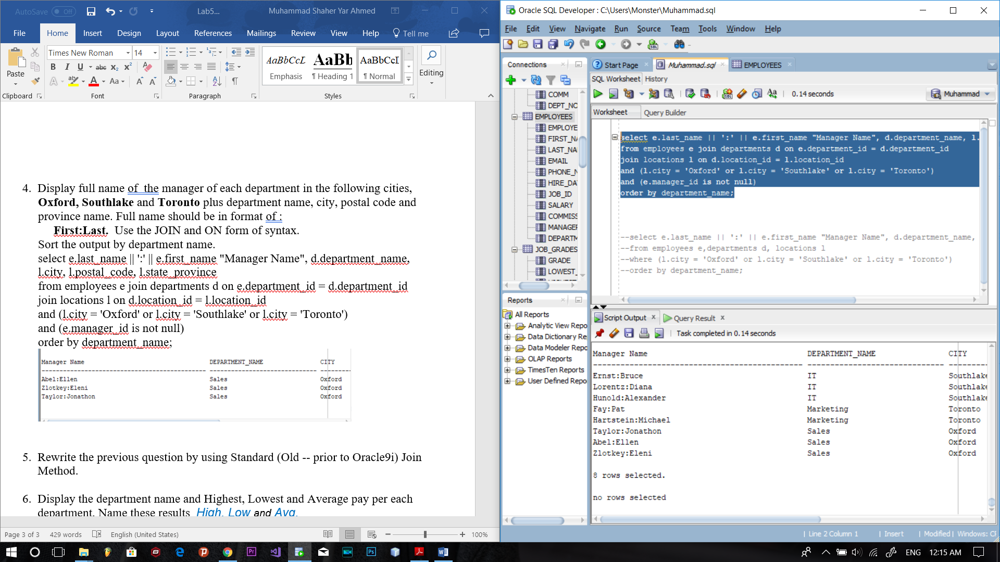 AutoSave Off
Lab5...
Muhammad Shaher Yar Ahmed
File Home Insert Design Layout References Mailings Review View Help Tell me
Times New Roman 14
Paste
B I U abc x₂ x²
A ab A Aa A A
AaBbCcL AaBb AaBbCcI
Emphasis ¶ Heading 1 ¶ Normal
Editing
Clipboard Font Paragraph Styles
4. Display full name of the manager of each department in the following cities,
Oxford, Southlake and Toronto plus department name, city, postal code and
province name. Full name should be in format of :
First:Last. Use the JOIN and ON form of syntax.
Sort the output by department name.
select e.last_name || ':' || e.first_name "Manager Name", d.department_name,
l.city, l.postal_code, l.state_province
from employees e join departments d on e.department_id = d.department_id
join locations l on d.location_id = l.location_id
and (l.city = 'Oxford' or l.city = 'Southlake' or l.city = 'Toronto')
and (e.manager_id is not null)
order by department_name;
Manager Name DEPARTMENT_NAME CITY
Abel:Ellen Sales Oxford
Zlotkey:Eleni Sales Oxford
Taylor:Jonathon Sales Oxford
5. Rewrite the previous question by using Standard (Old -- prior to Oracle9i) Join
Method.
6. Display the department name and Highest, Lowest and Average pay per each
department. Name these results High, Low and Avg.
Page 3 of 3 429 words English (United States) 100%
Oracle SQL Developer : C:\Users\Monster\Muhammad.sql
File Edit View Navigate Run Source Team Tools Window Help
Connections
COMM
DEPT_NO
EMPLOYEES
EMPLOYE
FIRST_NA
LAST_NA
EMAIL
PHONE_N
HIRE_DA
JOB_ID
SALARY
COMMISS
MANAGER
DEPARTM
JOB_GRADES
GRADE
LOWEST_
Reports
All Reports
Analytic View Repo
Data Dictionary Re
Data Modeler Repo
OLAP Reports
TimesTen Reports
User Defined Repo
Start Page Muhammad.sql EMPLOYEES
SQL Worksheet History
0.14 seconds
Muhammad
Worksheet Query Builder
select e.last_name || ':' || e.first_name "Manager Name", d.department_name, l.
from employees e join departments d on e.department_id = d.department_id
join locations l on d.location_id = l.location_id
and (l.city = 'Oxford' or l.city = 'Southlake' or l.city = 'Toronto')
and (e.manager_id is not null)
order by department_name;
--select e.last_name || ':' || e.first_name "Manager Name", d.department_name,
--from employees e,departments d, locations l
--where (l.city = 'Oxford' or l.city = 'Southlake' or l.city = 'Toronto')
--order by department_name;
Script Output Query Result
Task completed in 0.14 seconds
Manager Name DEPARTMENT_NAME CITY
Ernst:Bruce IT Southlake
Lorentz:Diana IT Southlake
Hunold:Alexander IT Southlake
Fay:Pat Marketing Toronto
Hartstein:Michael Marketing Toronto
Taylor:Jonathon Sales Oxford
Abel:Ellen Sales Oxford
Zlotkey:Eleni Sales Oxford
8 rows selected.
no rows selected
Line 2 Column 1 Insert Modified Windows: CR
ENG 12:15 AM